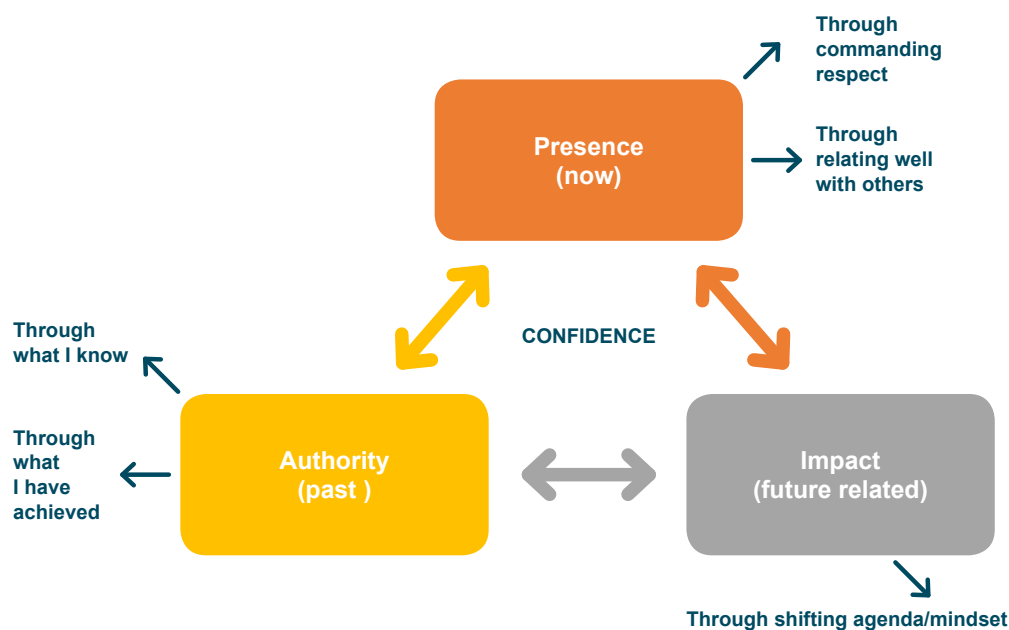 Through
commanding
respect
Presence
(now)
Through
relating well
with others
CONFIDENCE
Through
what I know
Through
what
I have
achieved
Authority
(past )
Impact
(future related)
Through shifting agenda/mindset